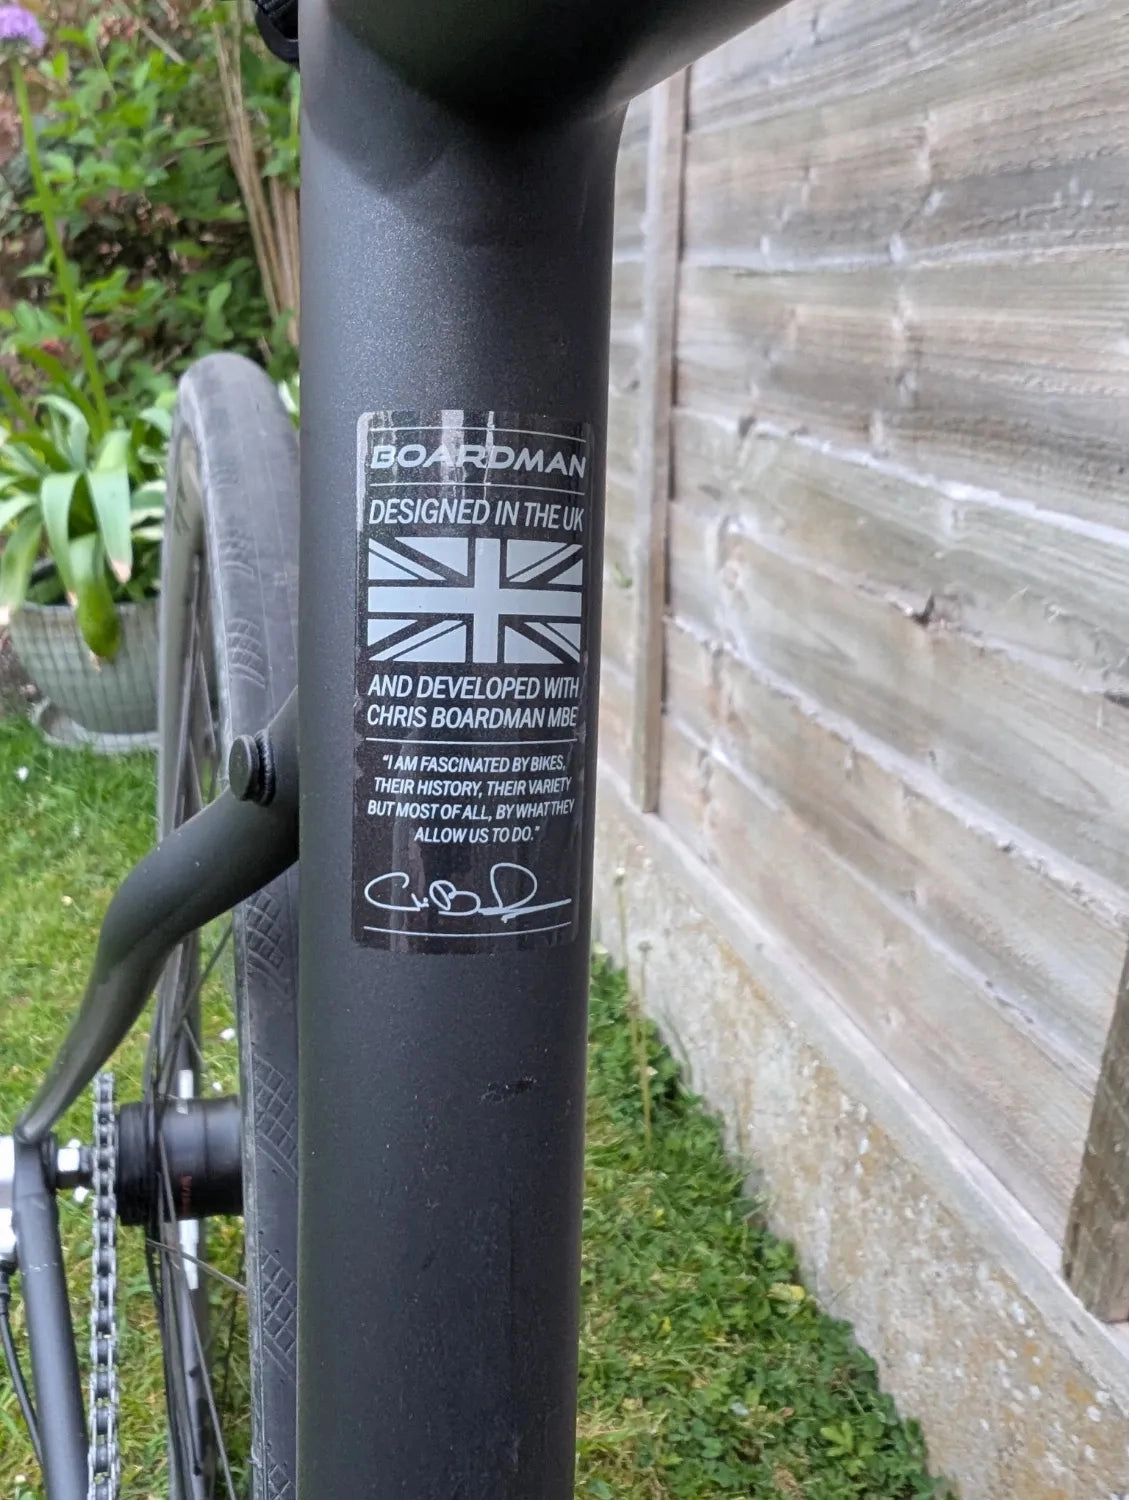 BOARDMAN
DESIGNED IN THE UK
AND DEVELOPED WITH
CHRIS BOARDMAN MBE
“I AM FASCINATED BY BIKES,
THEIR HISTORY, THEIR VARIETY
BUT MOST OF ALL, BY WHAT THEY
ALLOW US TO DO.”